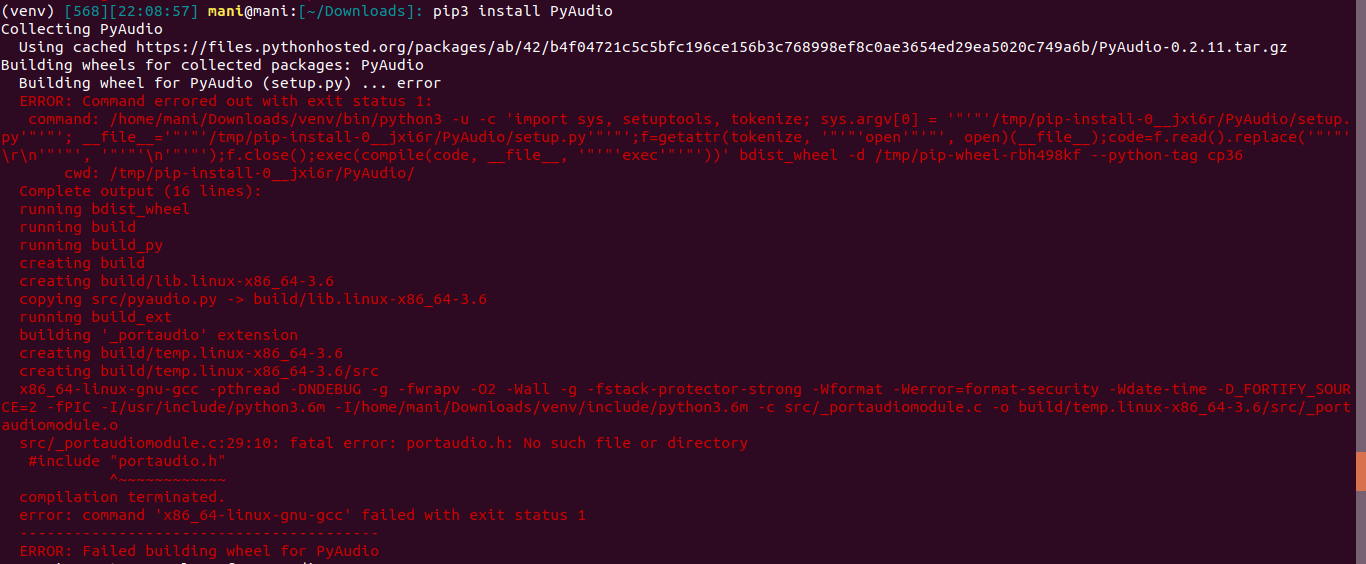 (venv) [568][22:08:57] mani@mani:[~/Downloads]: pip3 install PyAudio
Collecting PyAudio
  Using cached https://files.pythonhosted.org/packages/ab/42/b4f04721c5c5bfc196ce156b3c768998ef8c0ae3654ed29ea5020c749a6b/PyAudio-0.2.11.tar.gz
Building wheels for collected packages: PyAudio
  Building wheel for PyAudio (setup.py) ... error
  ERROR: Command errored out with exit status 1:
   command: /home/mani/Downloads/venv/bin/python3 -u -c 'import sys, setuptools, tokenize; sys.argv[0] = '"'"'/tmp/pip-install-0__jxi6r/PyAudio/setup.
py'"'"'; __file__='"'"'/tmp/pip-install-0__jxi6r/PyAudio/setup.py'"'"';f=getattr(tokenize, '"'"'open'"'"', open)(__file__);code=f.read().replace('"'"'
\r\n'"'"', '"'"'\n'"'"');f.close();exec(compile(code, __file__, '"'"'exec'"'"'))' bdist_wheel -d /tmp/pip-wheel-rbh498kf --python-tag cp36
       cwd: /tmp/pip-install-0__jxi6r/PyAudio/
  Complete output (16 lines):
  running bdist_wheel
  running build
  running build_py
  creating build
  creating build/lib.linux-x86_64-3.6
  copying src/pyaudio.py -> build/lib.linux-x86_64-3.6
  running build_ext
  building '_portaudio' extension
  creating build/temp.linux-x86_64-3.6
  creating build/temp.linux-x86_64-3.6/src
  x86_64-linux-gnu-gcc -pthread -DNDEBUG -g -fwrapv -O2 -Wall -g -fstack-protector-strong -Wformat -Werror=format-security -Wdate-time -D_FORTIFY_SOUR
CE=2 -fPIC -I/usr/include/python3.6m -I/home/mani/Downloads/venv/include/python3.6m -c src/_portaudiomodule.c -o build/temp.linux-x86_64-3.6/src/_port
audiomodule.o
  src/_portaudiomodule.c:29:10: fatal error: portaudio.h: No such file or directory
   #include "portaudio.h"
            ^~~~~~~~~~~~~
  compilation terminated.
  error: command 'x86_64-linux-gnu-gcc' failed with exit status 1
  ----------------------------------------
  ERROR: Failed building wheel for PyAudio